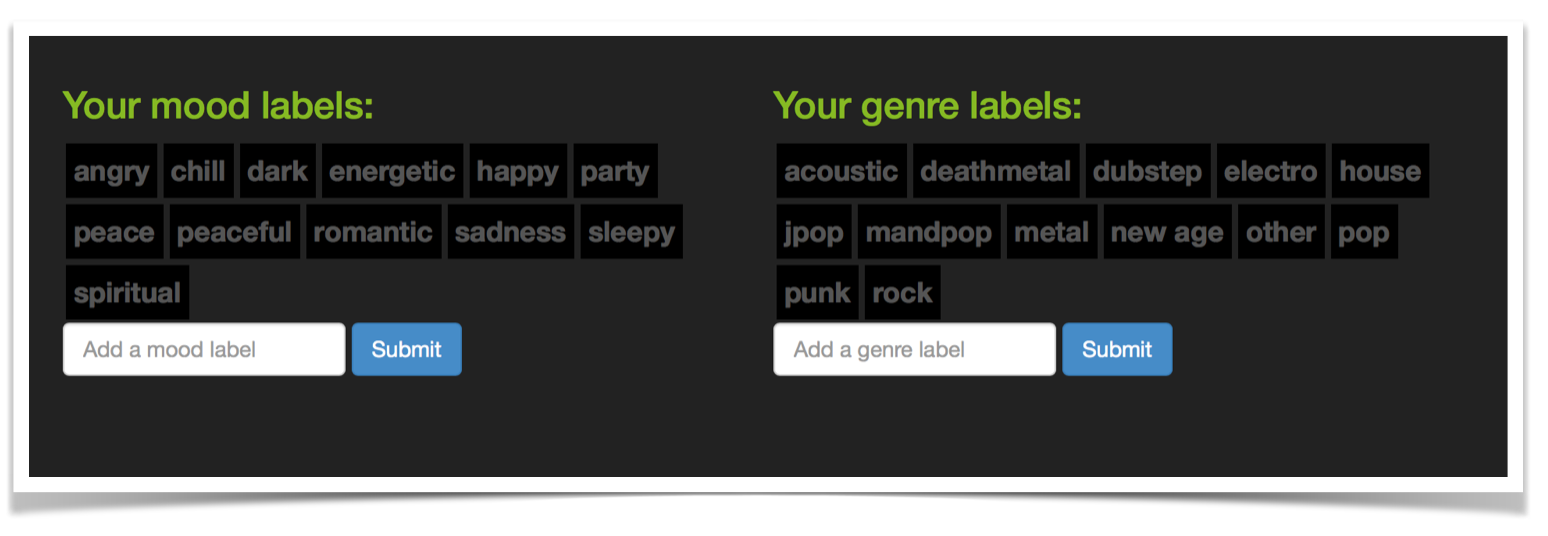 Your mood labels:
angry chill dark energetic happy party
peace peaceful romantic sadness sleepy
spiritual
Add a mood label Submit
Your genre labels:
acoustic deathmetal dubstep electro house
jpop mandpop metal new age other pop
punk rock
Add a genre label Submit